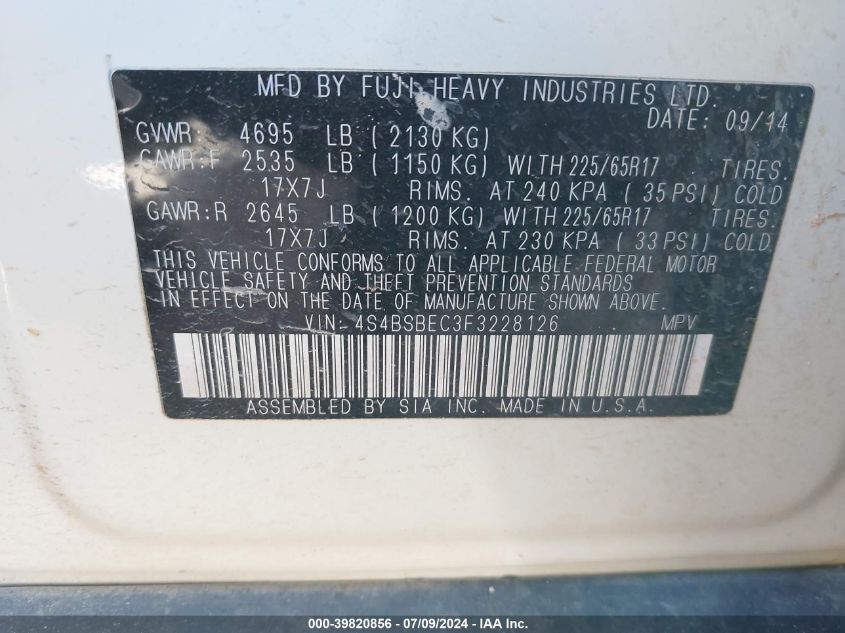 MFD BY FUJI HEAVY INDUSTRIES LTD.
DATE: 09/14
GVWR: 4695 LB ( 2130 KG)
GAWR:F 2535 LB ( 1150 KG) WITH 225/65R17 TIRES.
17X7J RIMS. AT 240 KPA ( 35 PSI) COLD
GAWR:R 2645 LB ( 1200 KG) WITH 225/65R17 TIRES:
17X7J RIMS. AT 230 KPA ( 33 PSI) COLD
THIS VEHICLE CONFORMS TO ALL APPLICABLE FEDERAL MOTOR
VEHICLE SAFETY AND THEFT PREVENTION STANDARDS
IN EFFECT ON THE DATE OF MANUFACTURE SHOWN ABOVE.
VIN: 4S4BSBEC3F3228126 MPV
ASSEMBLED BY SIA INC. MADE IN U.S.A.
000-39820856 / 07/09/2024 - IAA Inc.